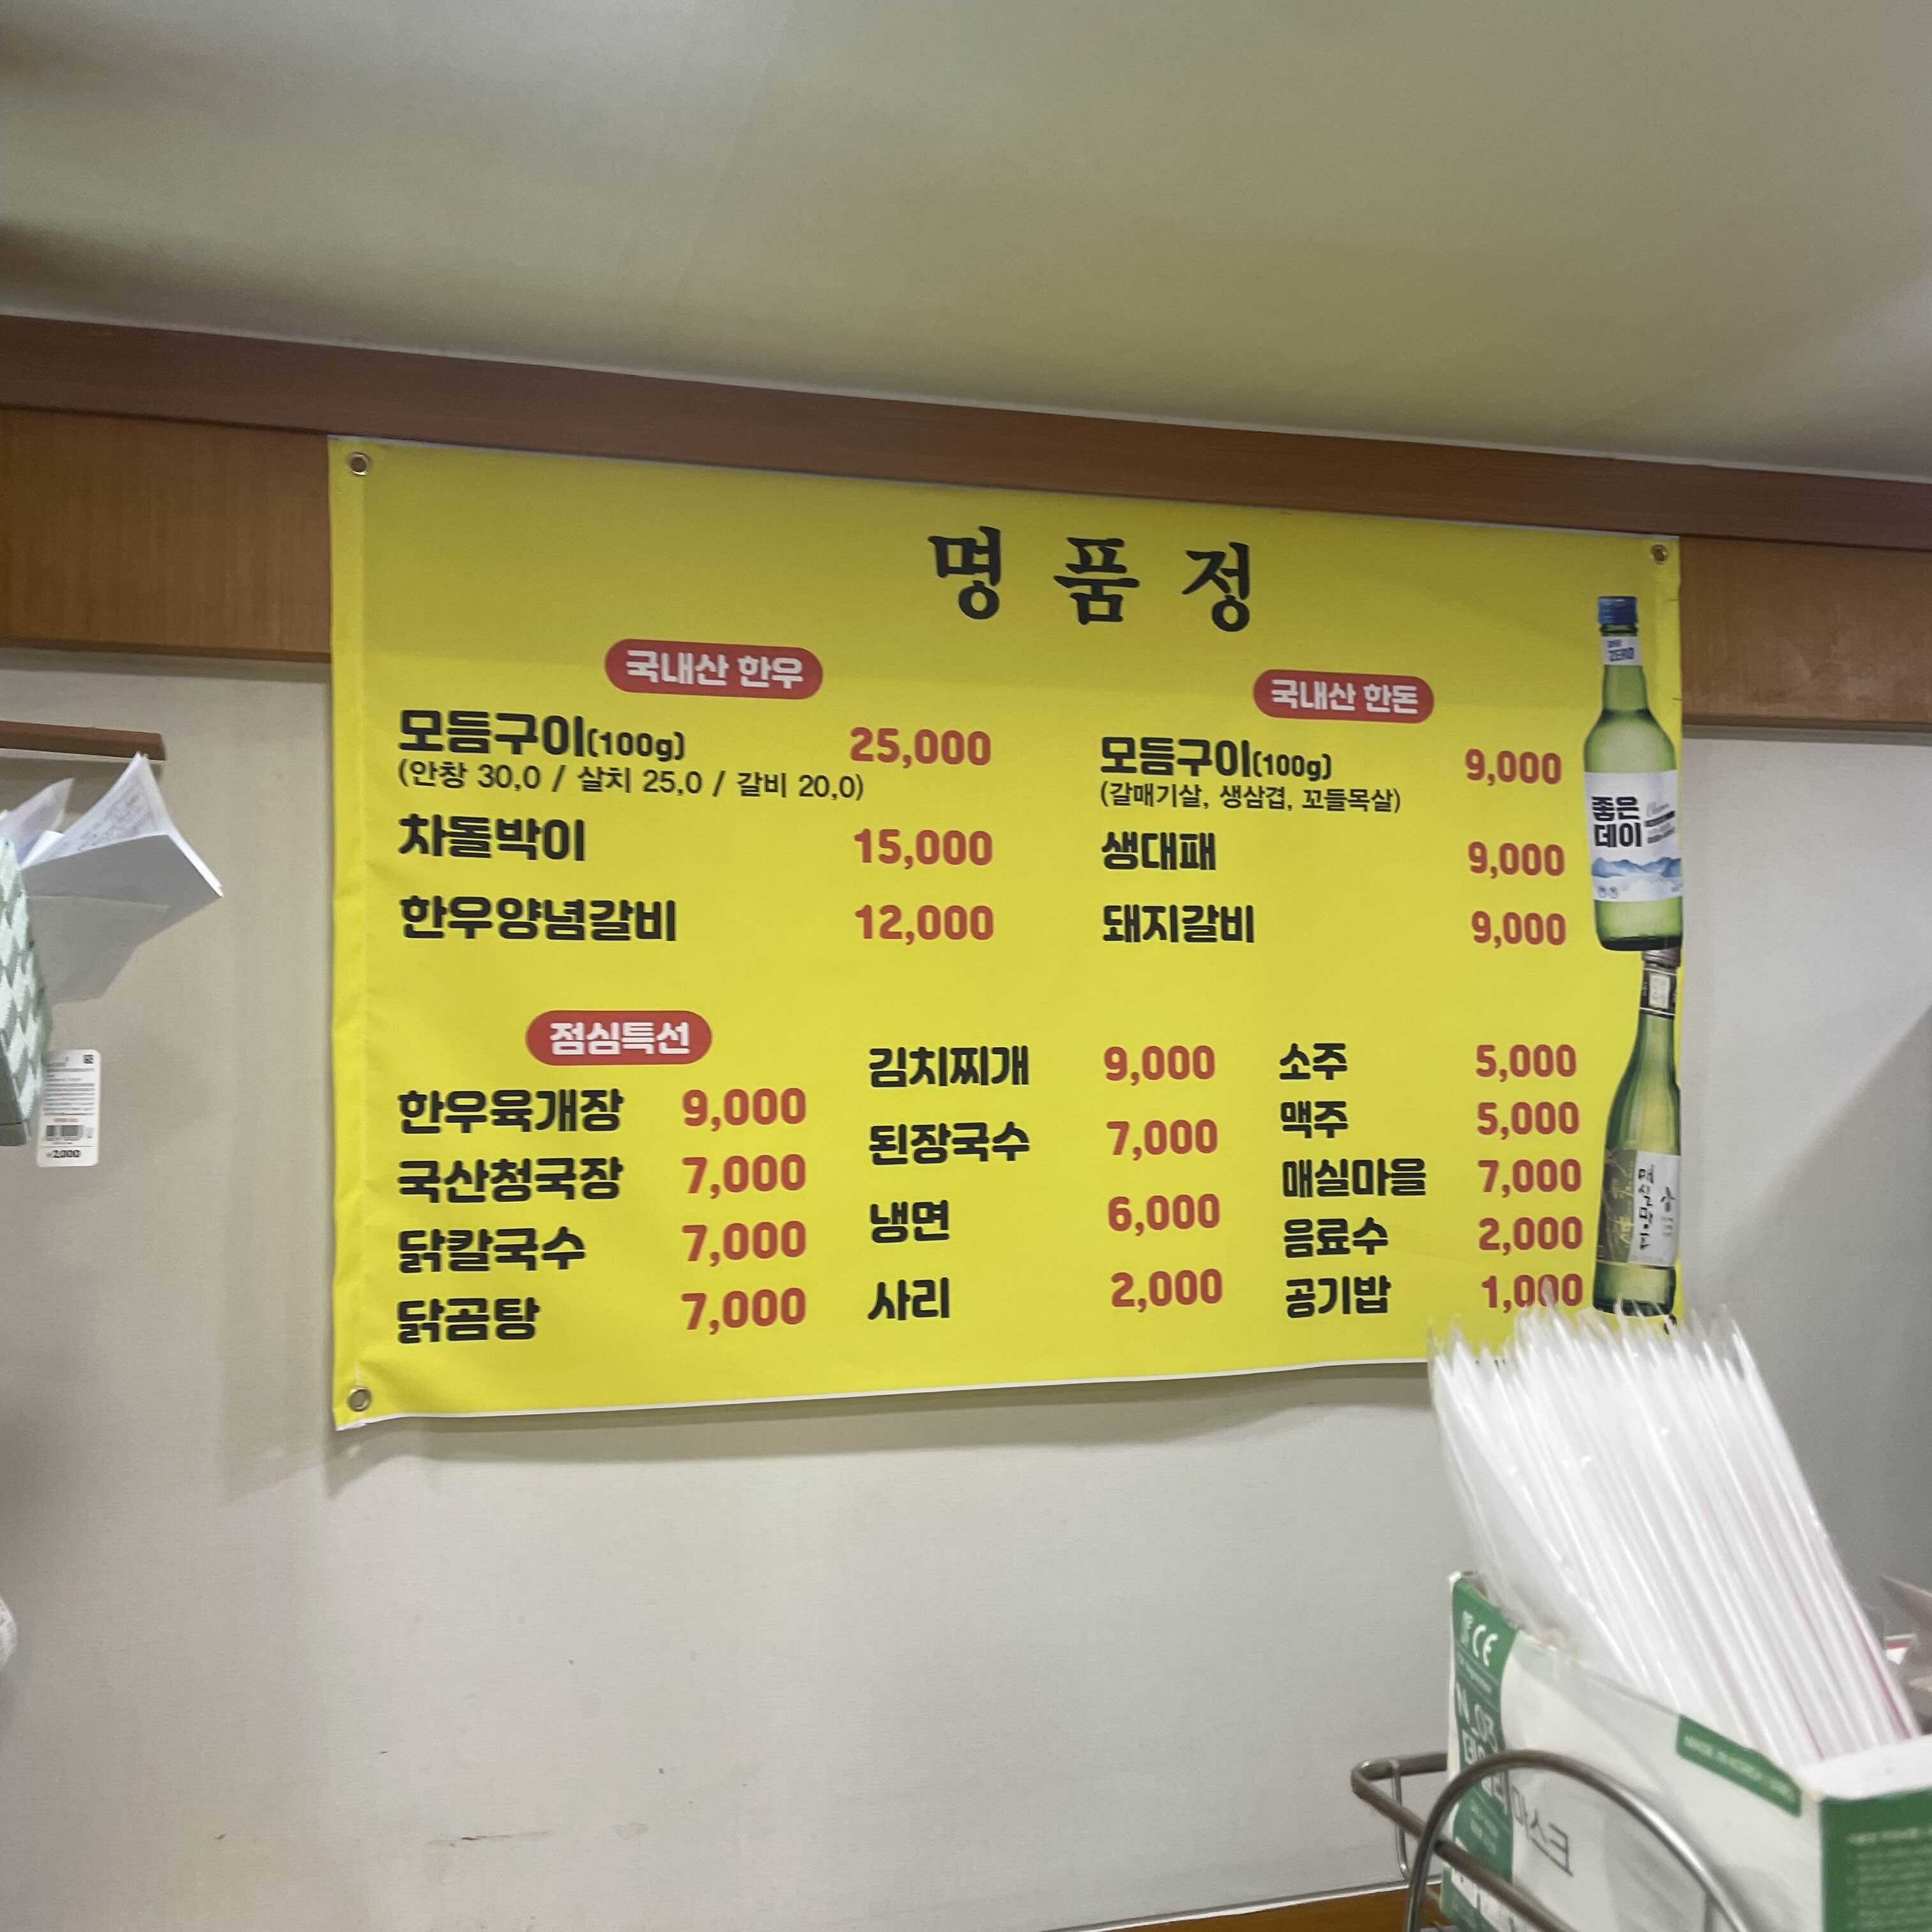 명 품 정
국내산 한우
모듬구이(100g) 25,000
(안창 30,0 / 살치 25,0 / 갈비 20,0)
차돌박이 15,000
한우양념갈비 12,000
국내산 한돈
모듬구이(100g) 9,000
(갈매기살, 생삼겹, 꼬들목살)
생대패 9,000
돼지갈비 9,000
점심특선
한우육개장 9,000
국산청국장 7,000
닭칼국수 7,000
닭곰탕 7,000
김치찌개 9,000
된장국수 7,000
냉면 6,000
사리 2,000
소주 5,000
맥주 5,000
매실마을 7,000
음료수 2,000
공기밥 1,000
ZERO
좋은
데이
2,000
CE
마스크